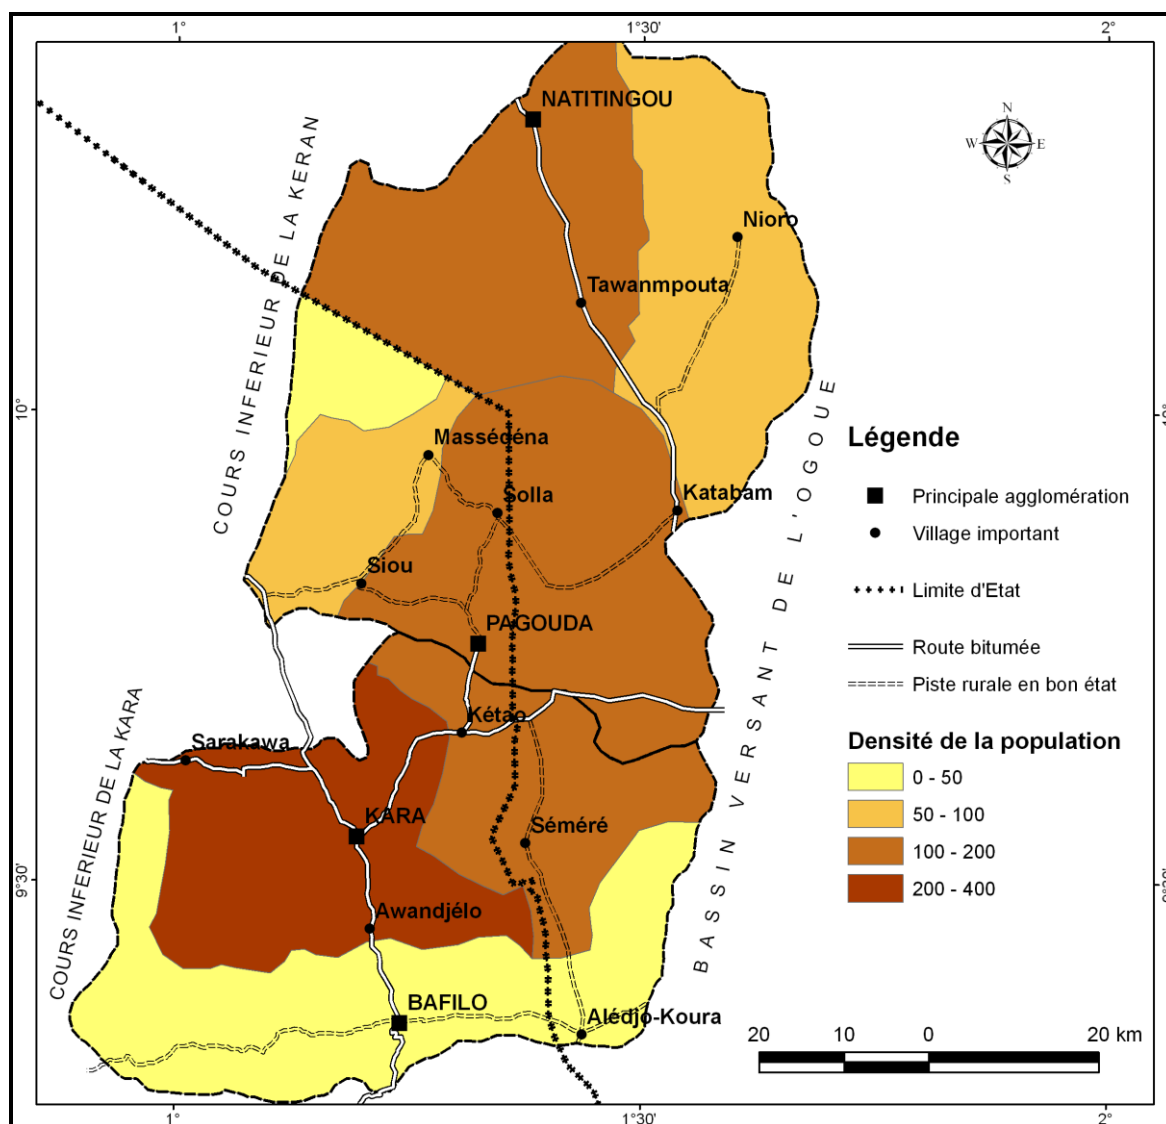 1°
1°30'
2°
NATITINGOU
N
W
E
S
COURS INFERIEUR DE LA KERAN
Nioro
Tawanmpouta
10°
10°
Massédéna
Solla
Katabam
Siou
PAGOUDA
Kétao
Sarakawa
KARA
Séméré
9°30'
9°30'
Awandjélo
BAFILO
Alédjo-Koura
COURS INFERIEUR DE LA KARA
BASSIN VERSANT DE L'OGOUE
Légende
Principale agglomération
Village important
Limite d'Etat
Route bitumée
Piste rurale en bon état
Densité de la population
0 - 50
50 - 100
100 - 200
200 - 400
20 10 0 20 km
1°
1°30'
2°